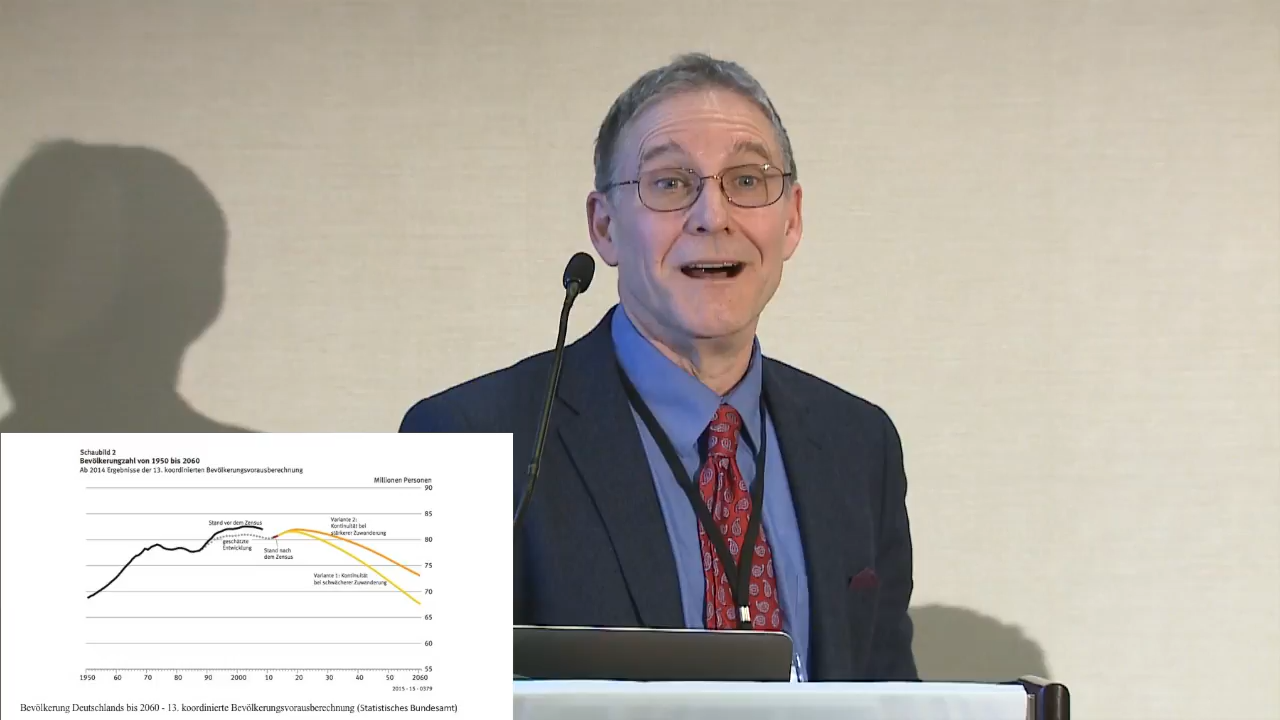 Schaubild 2
Bevölkerungzahl von 1950 bis 2060
Ab 2014 Ergebnisse der 13. koordinierten Bevölkerungsvorausberechnung
Millionen Personen
90
85
80
75
70
65
60
55
Stand vor dem Zensus
geschätzte
Entwicklung
Stand nach
dem Zensus
Variante 2:
Kontinuität bei
stärkerer Zuwanderung
Variante 1: Kontinuität
bei schwächerer Zuwanderung
1950 60 70 80 90 2000 10 20 30 40 50 2060
2015 - 15 - 0379
Bevölkerung Deutschlands bis 2060 - 13. koordinierte Bevölkerungsvorausberechnung (Statistisches Bundesamt)